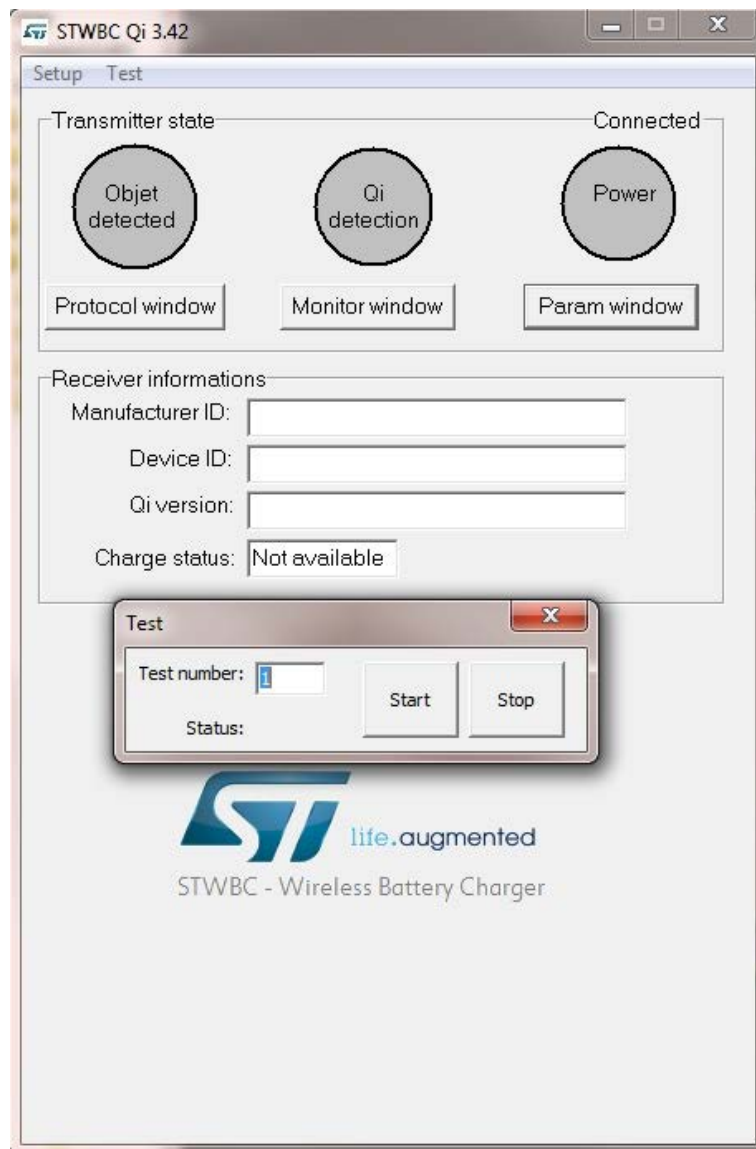 STWBC Qi 3.42
Setup Test
Transmitter state Connected
Objet detected
Qi detection
Power
Protocol window
Monitor window
Param window
Receiver informations
Manufacturer ID:
Device ID:
Qi version:
Charge status: Not available
Test
Test number: 1
Start
Stop
Status:
ST life.augmented
STWBC - Wireless Battery Charger